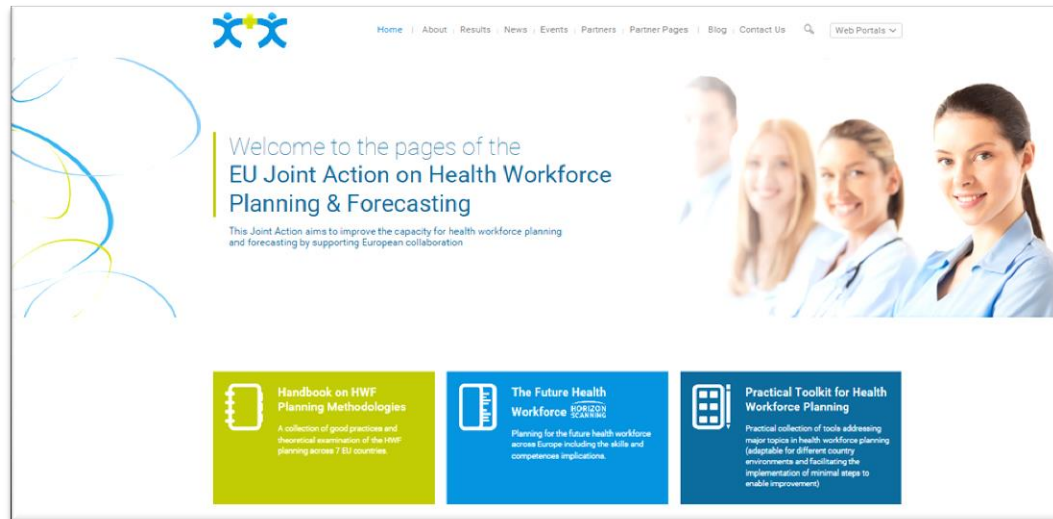 Home | About | Results | News | Events | Partners | Partner Pages | Blog | Contact Us
Web Portals
Welcome to the pages of the
EU Joint Action on Health Workforce
Planning & Forecasting
This Joint Action aims to improve the capacity for health workforce planning
and forecasting by supporting European collaboration
Handbook on HWF
Planning Methodologies
A collection of good practices and
theoretical examination of the HWF
planning across 7 EU countries.
The Future Health
Workforce HORIZON
SCANNING
Planning for the future health workforce
across Europe including the skills and
competences implications.
Practical Toolkit for Health
Workforce Planning
Practical collection of tools addressing
major topics in health workforce planning
(adaptable for different country
environments and facilitating the
implementation of minimal steps to
enable improvement)